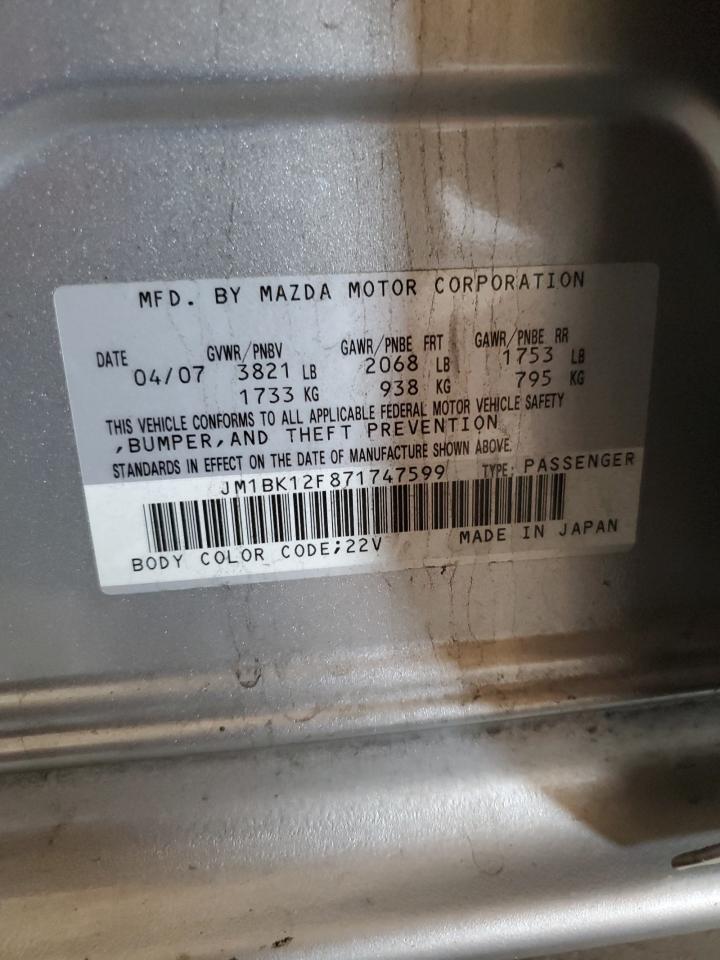 MFD. BY MAZDA MOTOR CORPORATION
DATE GVWR/PNBV GAWR/PNBE FRT GAWR/PNBE RR
04/07 3821 LB 2068 LB 1753 LB
1733 KG 938 KG 795 KG
THIS VEHICLE CONFORMS TO ALL APPLICABLE FEDERAL MOTOR VEHICLE SAFETY
,BUMPER,AND THEFT PREVENTION
STANDARDS IN EFFECT ON THE DATE OF MANUFACTURE SHOWN ABOVE.
JM1BK12F871747599 TYPE: PASSENGER
BODY COLOR CODE;22V MADE IN JAPAN